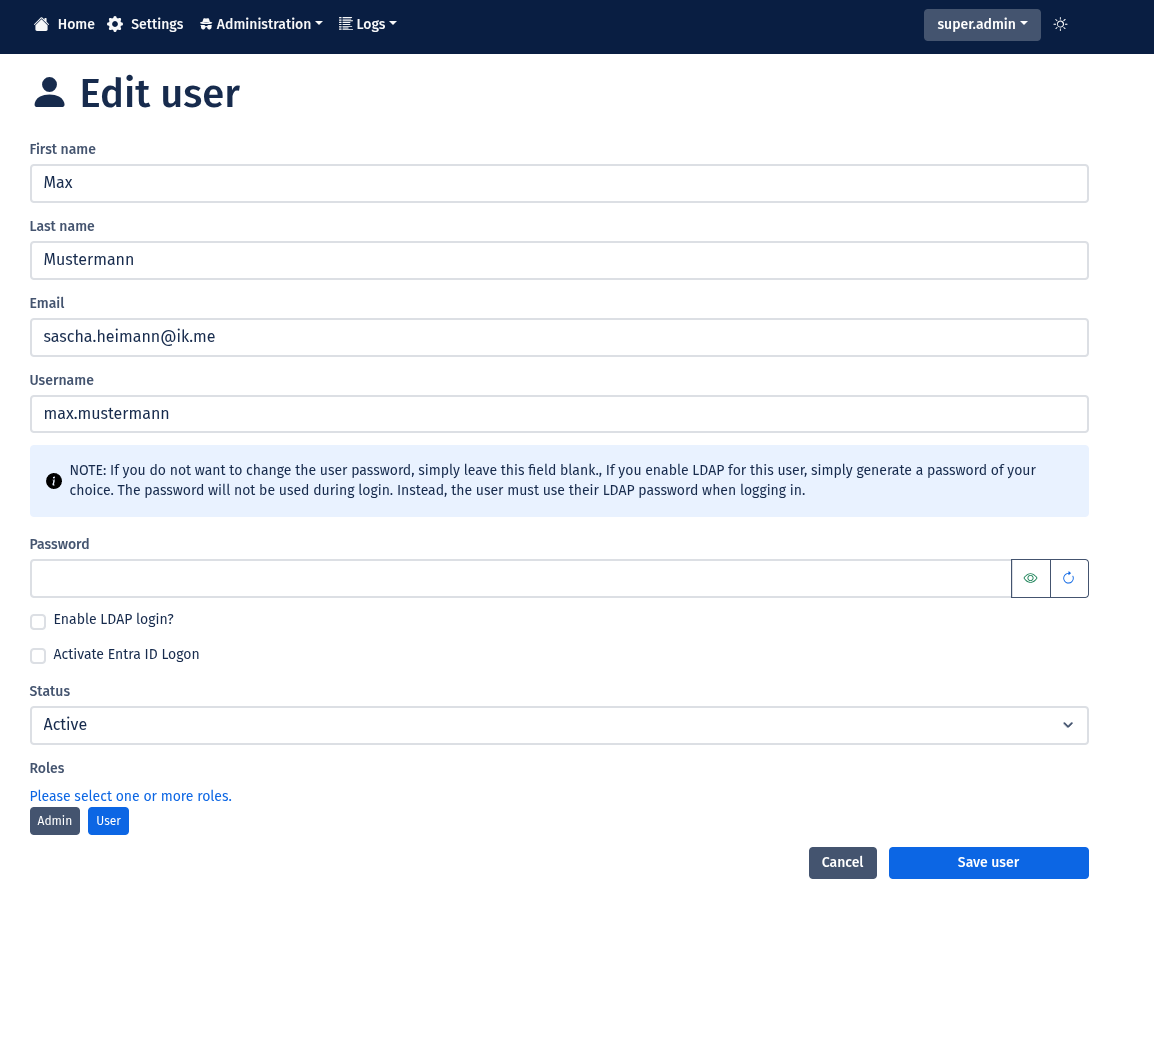 Home Settings Administration Logs super.admin
Edit user
First name
Max
Last name
Mustermann
Email
sascha.heimann@ik.me
Username
max.mustermann
NOTE: If you do not want to change the user password, simply leave this field blank., If you enable LDAP for this user, simply generate a password of your
choice. The password will not be used during login. Instead, the user must use their LDAP password when logging in.
Password
Enable LDAP login?
Activate Entra ID Logon
Status
Active
Roles
Please select one or more roles.
Admin User
Cancel Save user